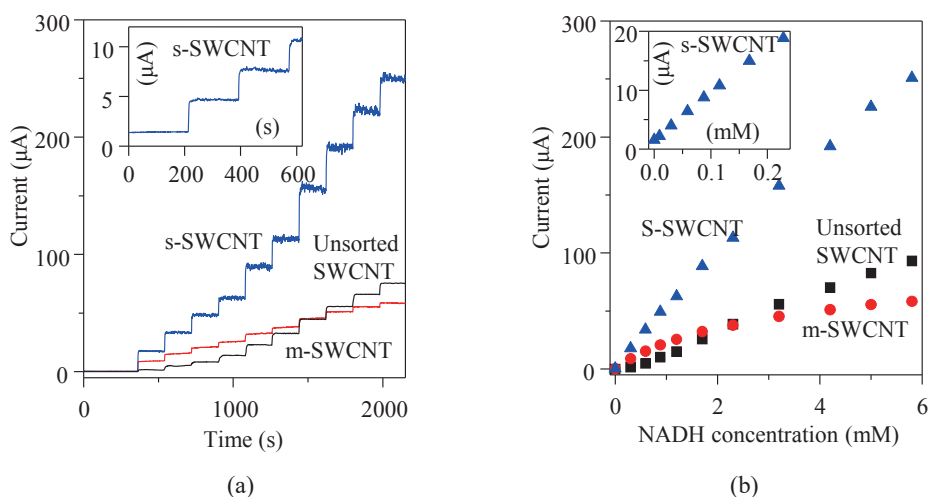 300
200
100
0
Current (μA)
0
1000
2000
Time (s)
10
5
0
(μA)
s-SWCNT
(s)
0 200 400 600
s-SWCNT
Unsorted
SWCNT
m-SWCNT
(a)
300
200
100
0
Current (μA)
0
2
4
6
NADH concentration (mM)
20
10
0
(μA)
s-SWCNT
(mM)
0.0 0.1 0.2
S-SWCNT
Unsorted
SWCNT
m-SWCNT
(b)